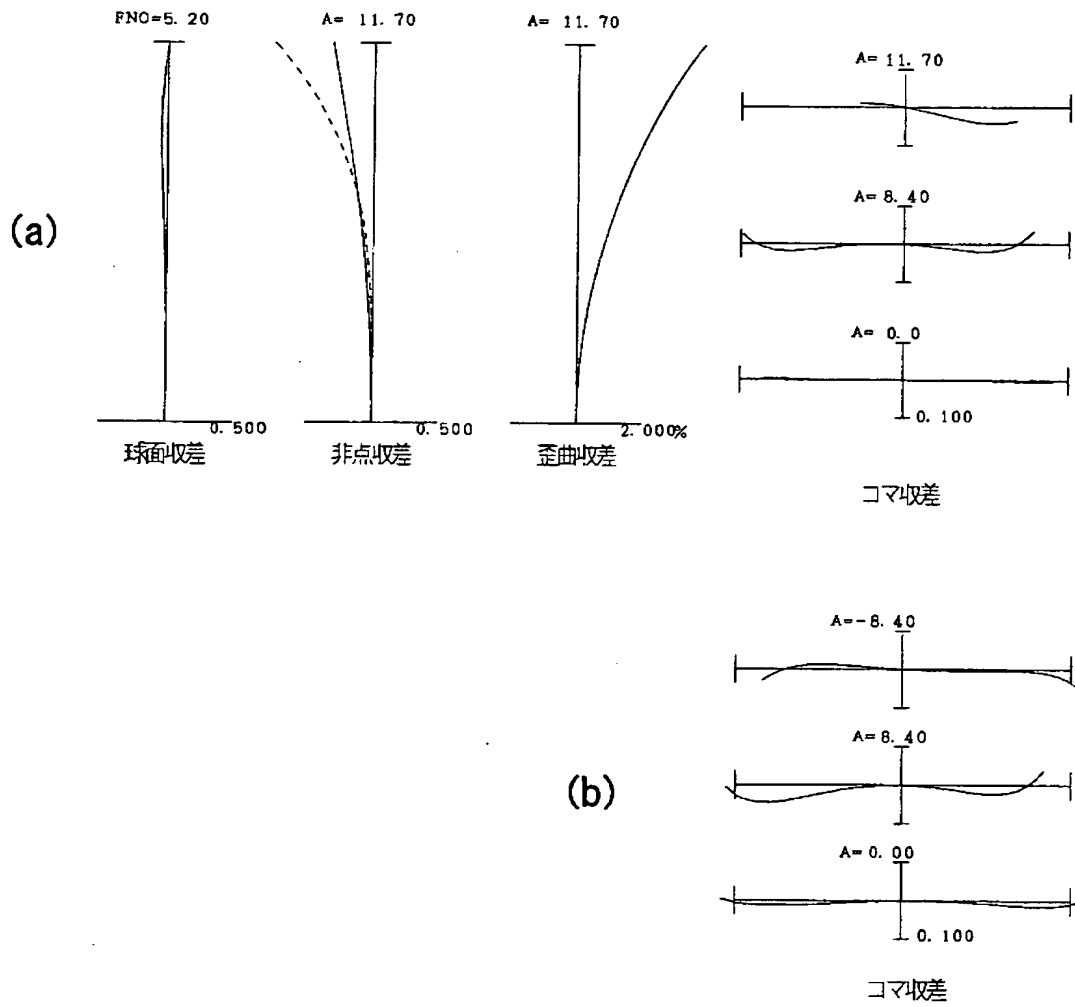 (a)
FNO=5.20
0.500
球面収差
A= 11.70
0.500
非点収差
A= 11.70
2.000%
歪曲収差
A= 11.70
A= 8.40
A= 0.0
0.100
コマ収差
(b)
A=-8.40
A= 8.40
A= 0.00
0.100
コマ収差